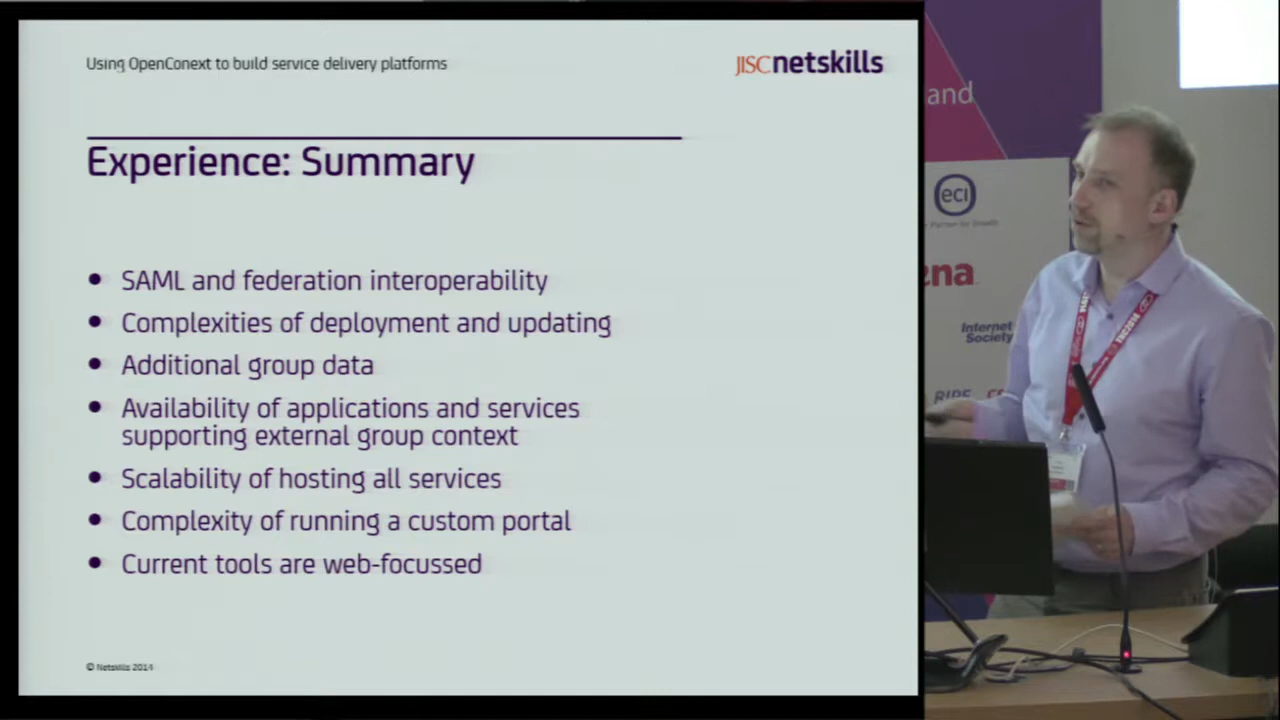 Using OpenConext to build service delivery platforms
JISCnetskills
Experience: Summary
• SAML and federation interoperability
• Complexities of deployment and updating
• Additional group data
• Availability of applications and services
supporting external group context
• Scalability of hosting all services
• Complexity of running a custom portal
• Current tools are web-focussed
© Netskills 2014
and
eci
ena
Internet
Society
RIPE